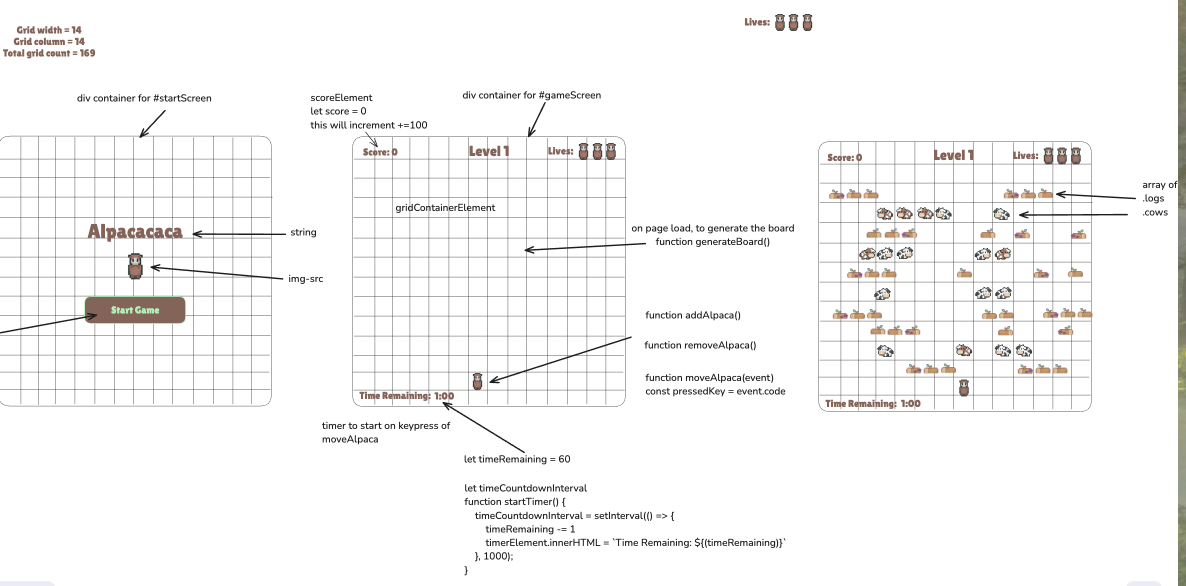 Lives:
Grid width = 14
Grid column = 14
Total grid count = 169
div container for #startScreen
Alpacacaca
string
img-src
Start Game
scoreElement
let score = 0
this will increment +=100
div container for #gameScreen
Score: 0
Level 1
Lives:
gridContainerElement
on page load, to generate the board
function generateBoard()
function addAlpaca()
function removeAlpaca()
function moveAlpaca(event)
const pressedKey = event.code
Time Remaining: 1:00
timer to start on keypress of
moveAlpaca
let timeRemaining = 60
let timeCountdownInterval
function startTimer() {
timeCountdownInterval = setInterval(() => {
timeRemaining -= 1
timerElement.innerHTML = `Time Remaining: ${(timeRemaining)}`
}, 1000);
}
Score: 0
Level 1
Lives:
array of
.logs
.cows
Time Remaining: 1:00